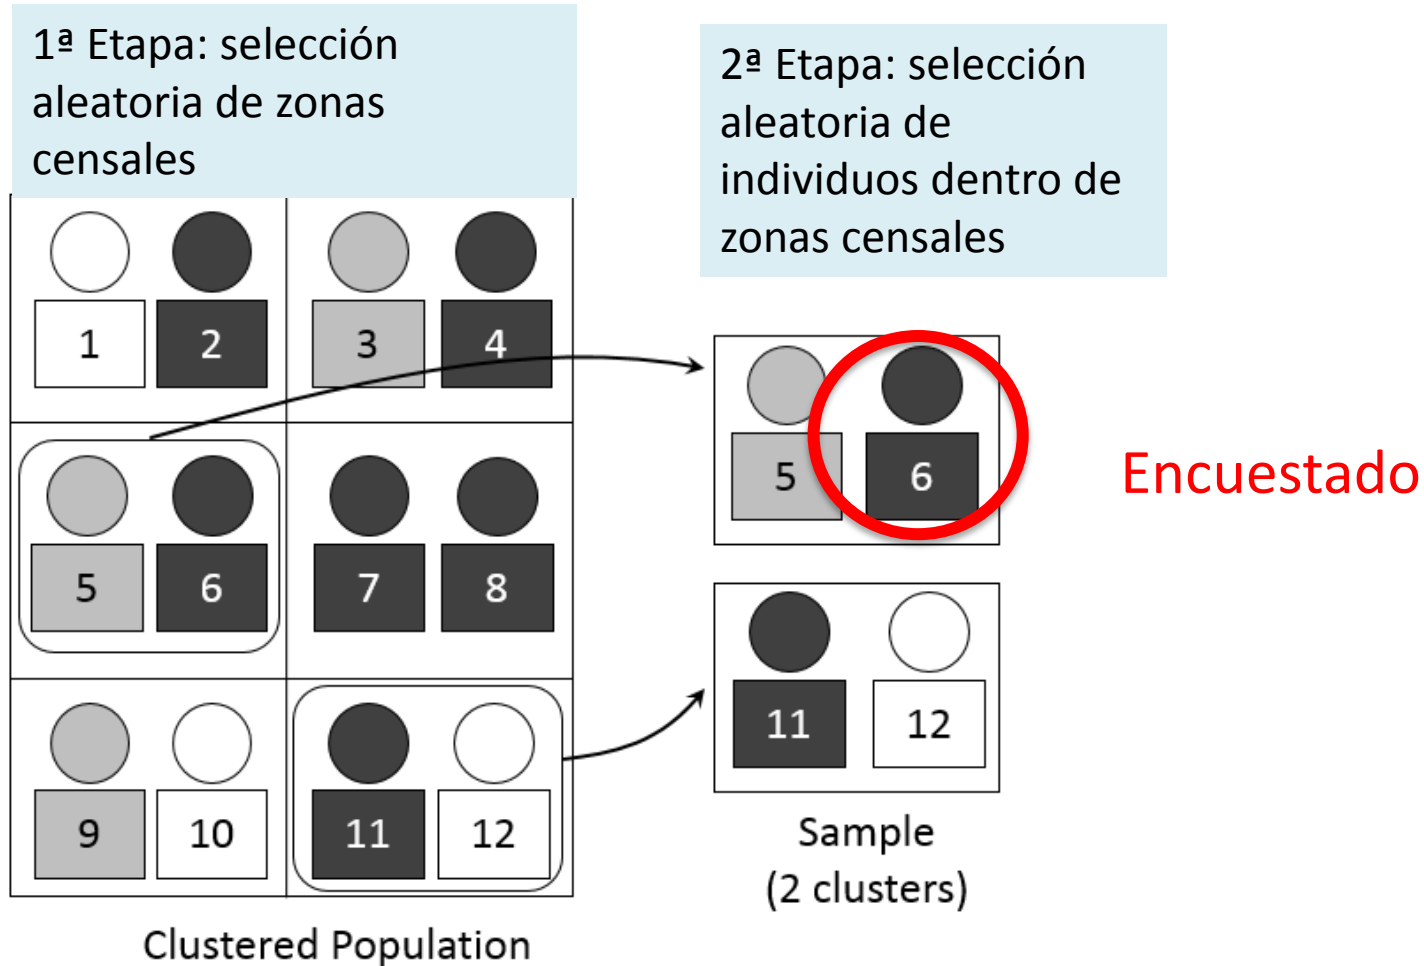 1ª Etapa: selección
aleatoria de zonas
censales
2ª Etapa: selección
aleatoria de
individuos dentro de
zonas censales
1 2 3 4
5 6 7 8
9 10 11 12
Clustered Population
5 6
Encuestado
11 12
Sample
(2 clusters)